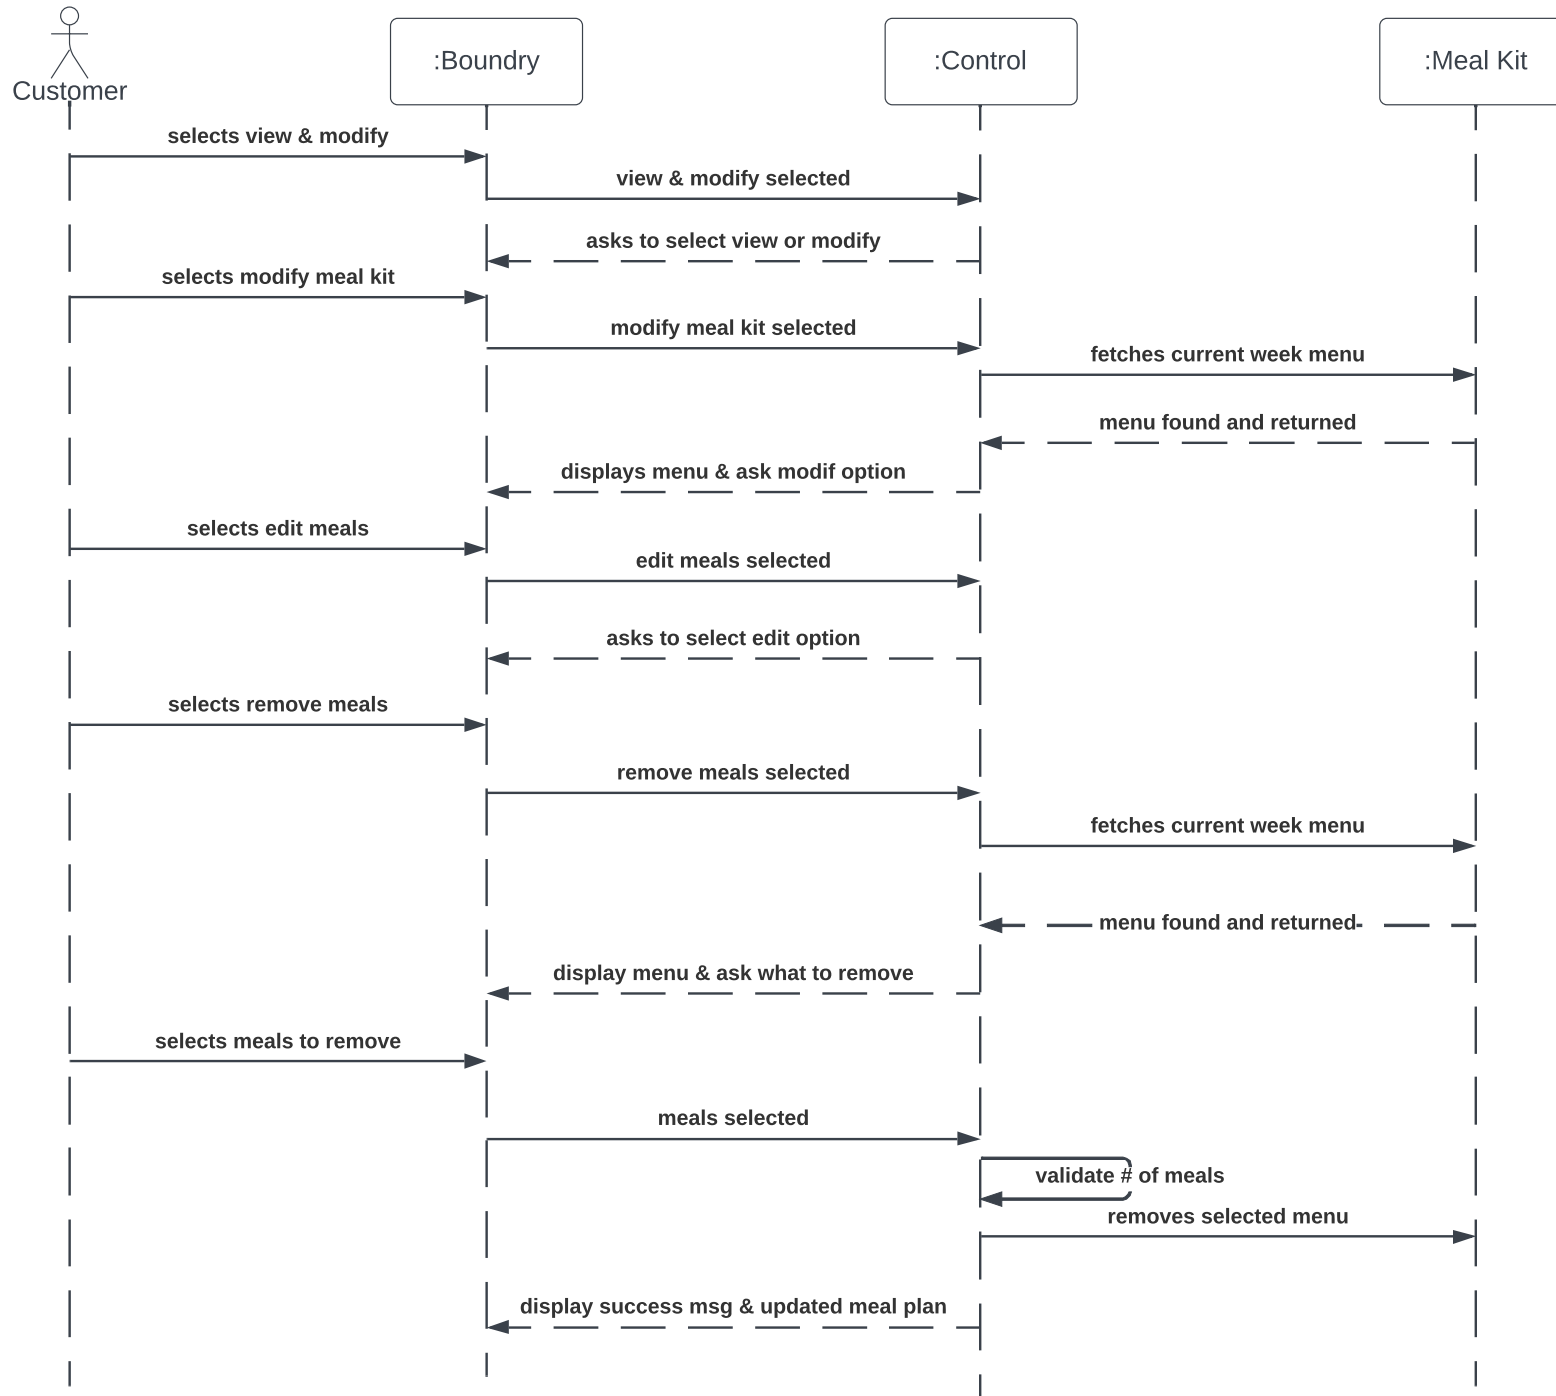 Customer
:Boundry
:Control
:Meal Kit
selects view & modify
view & modify selected
asks to select view or modify
selects modify meal kit
modify meal kit selected
fetches current week menu
menu found and returned
displays menu & ask modif option
selects edit meals
edit meals selected
asks to select edit option
selects remove meals
remove meals selected
fetches current week menu
menu found and returned
display menu & ask what to remove
selects meals to remove
meals selected
validate # of meals
removes selected menu
display success msg & updated meal plan